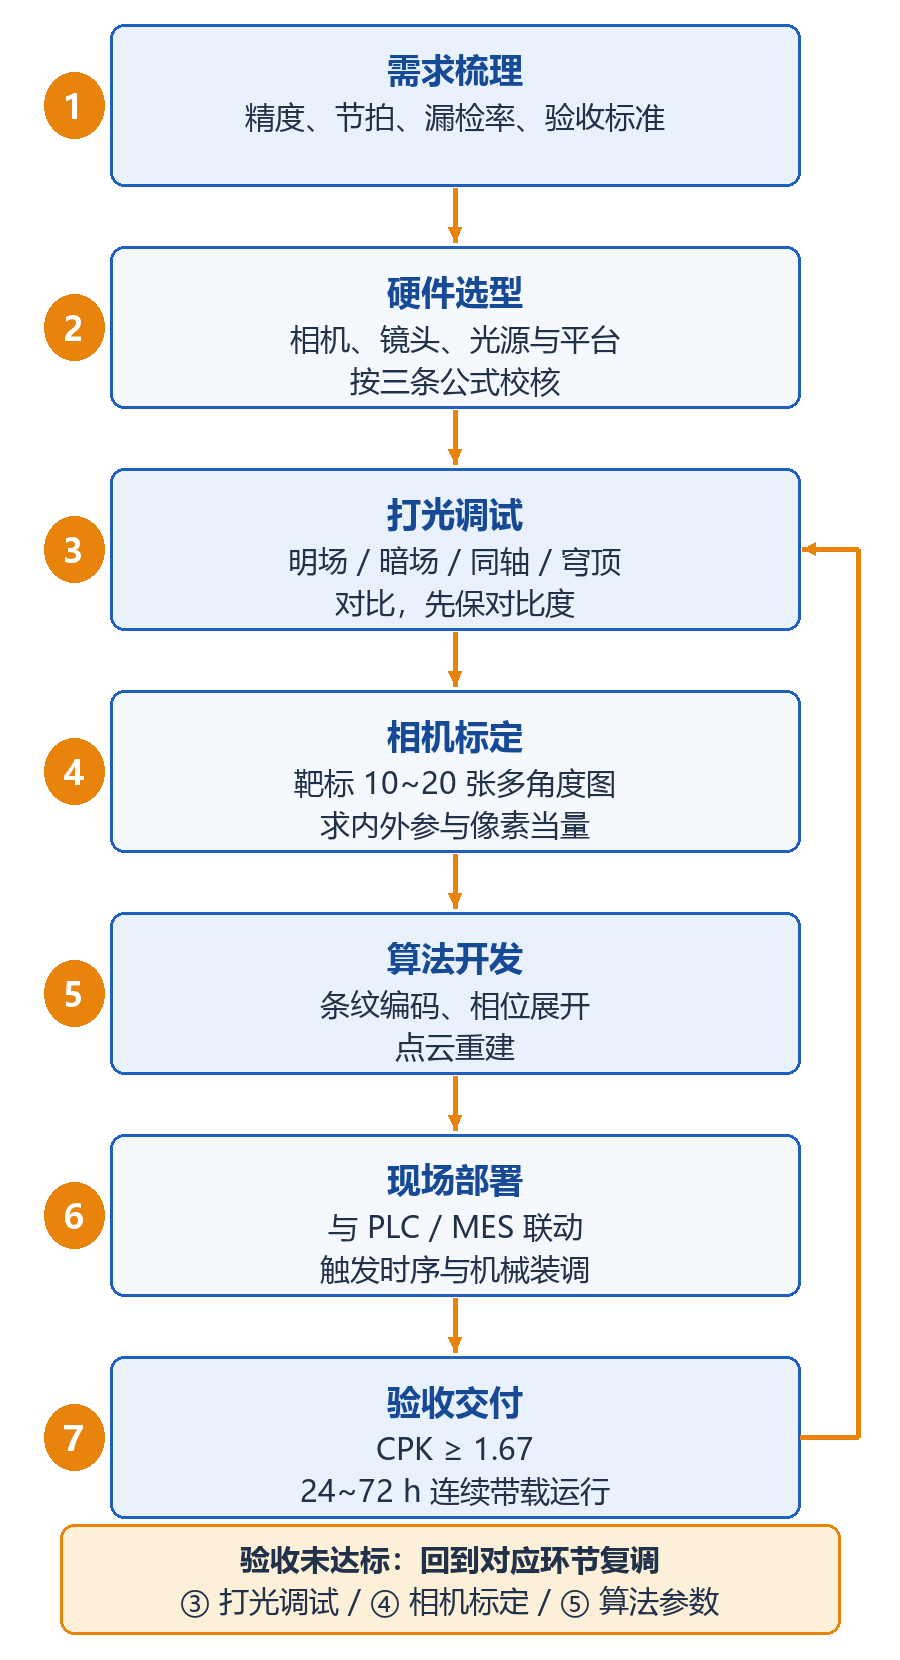 1
需求梳理
精度、节拍、漏检率、验收标准
2
硬件选型
相机、镜头、光源与平台
按三条公式校核
3
打光调试
明场 / 暗场 / 同轴 / 穹顶
对比，先保对比度
4
相机标定
靶标 10~20 张多角度图
求内外参与像素当量
5
算法开发
条纹编码、相位展开
点云重建
6
现场部署
与 PLC / MES 联动
触发时序与机械装调
7
验收交付
CPK ≥ 1.67
24~72 h 连续带载运行
验收未达标：回到对应环节复调
③ 打光调试 / ④ 相机标定 / ⑤ 算法参数